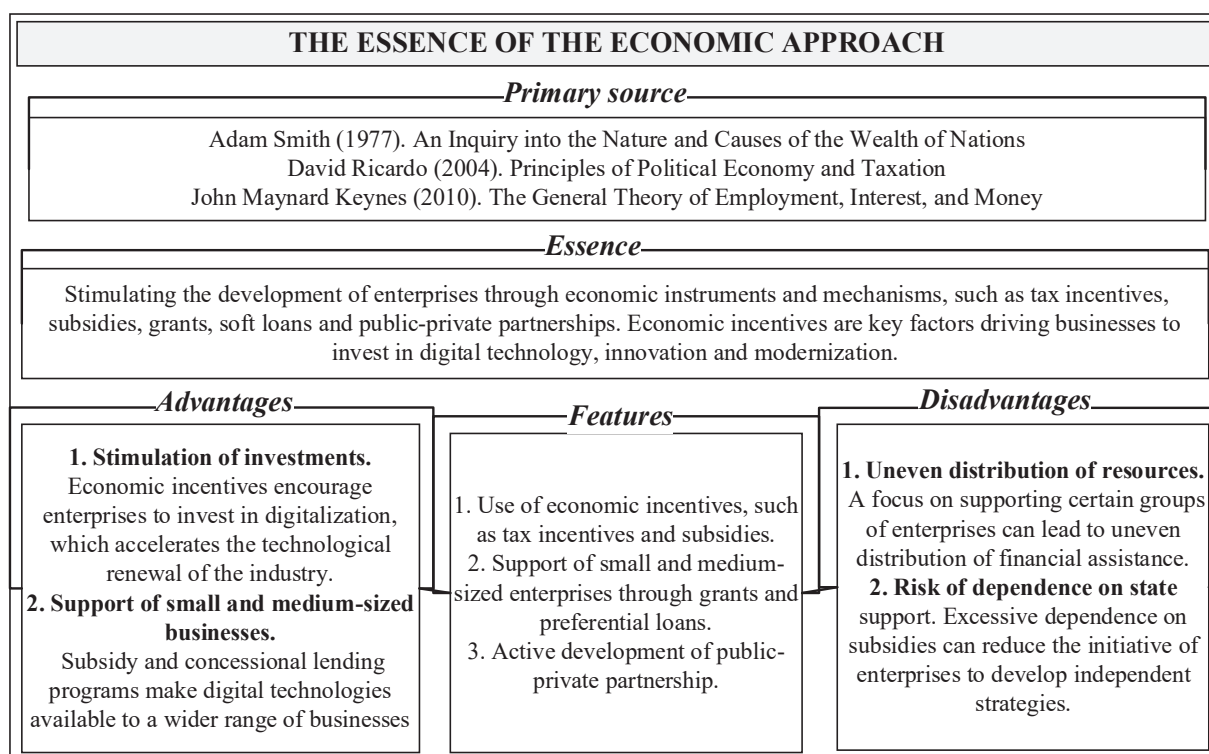 THE ESSENCE OF THE ECONOMIC APPROACH
Primary source
Adam Smith (1977). An Inquiry into the Nature and Causes of the Wealth of Nations
David Ricardo (2004). Principles of Political Economy and Taxation
John Maynard Keynes (2010). The General Theory of Employment, Interest, and Money
Essence
Stimulating the development of enterprises through economic instruments and mechanisms, such as tax incentives,
subsidies, grants, soft loans and public-private partnerships. Economic incentives are key factors driving businesses to
invest in digital technology, innovation and modernization.
Advantages
1. Stimulation of investments.
Economic incentives encourage
enterprises to invest in digitalization,
which accelerates the technological
renewal of the industry.
2. Support of small and medium-sized
businesses.
Subsidy and concessional lending
programs make digital technologies
available to a wider range of businesses
Features
1. Use of economic incentives, such
as tax incentives and subsidies.
2. Support of small and medium-
sized enterprises through grants and
preferential loans.
3. Active development of public-
private partnership.
Disadvantages
1. Uneven distribution of resources.
A focus on supporting certain groups
of enterprises can lead to uneven
distribution of financial assistance.
2. Risk of dependence on state
support. Excessive dependence on
subsidies can reduce the initiative of
enterprises to develop independent
strategies.